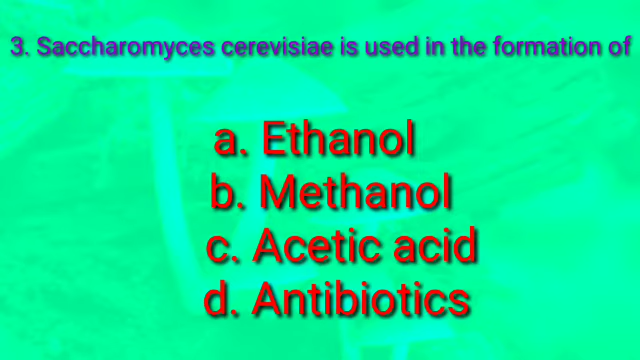 3. Saccharomyces cerevisiae is used in the formation of
a. Ethanol
b. Methanol
c. Acetic acid
d. Antibiotics